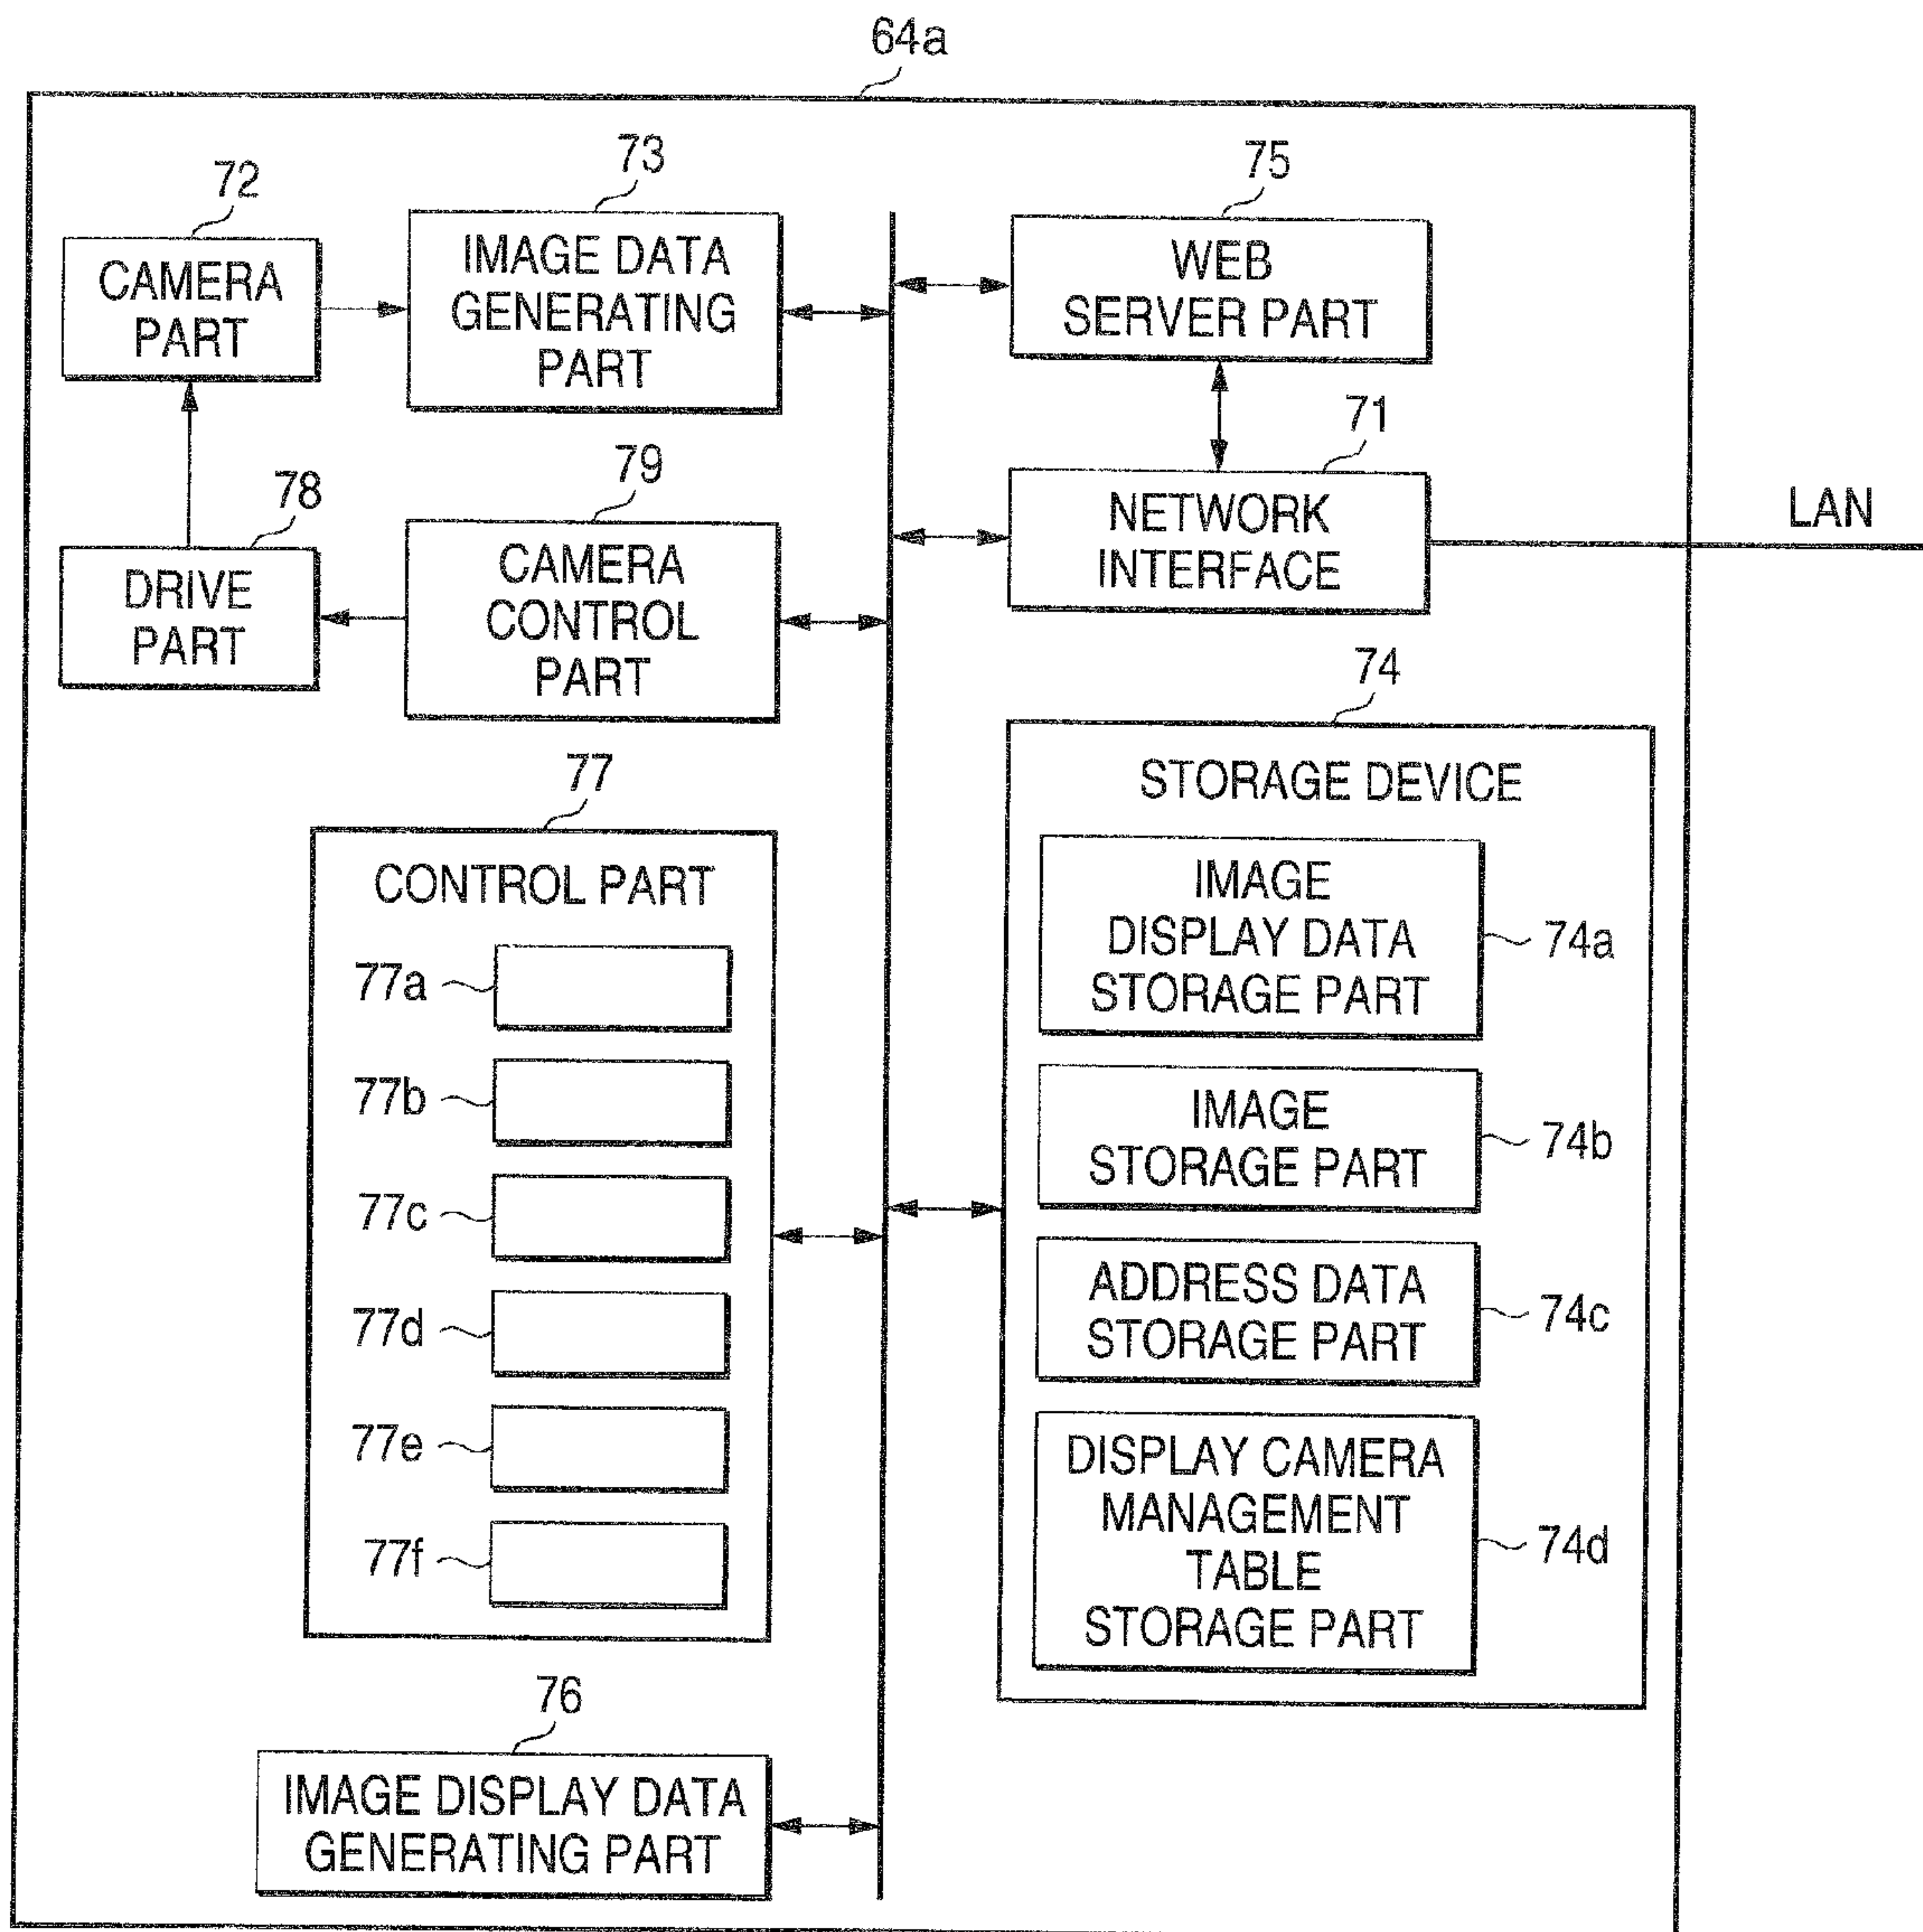 64a
72
CAMERA
PART
73
IMAGE DATA
GENERATING
PART
75
WEB
SERVER PART
78
DRIVE
PART
79
CAMERA
CONTROL
PART
71
NETWORK
INTERFACE
LAN
77
CONTROL PART
77a
77b
77c
77d
77e
77f
74
STORAGE DEVICE
IMAGE
DISPLAY DATA
STORAGE PART
74a
IMAGE
STORAGE PART
74b
ADDRESS DATA
STORAGE PART
74c
DISPLAY CAMERA
MANAGEMENT
TABLE
STORAGE PART
74d
76
IMAGE DISPLAY DATA
GENERATING PART